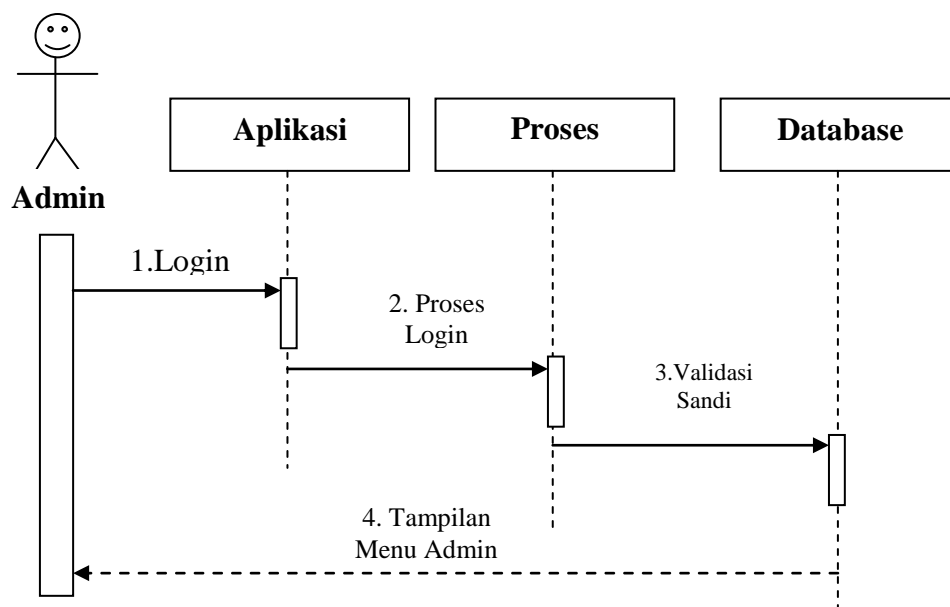 Aplikasi
Proses
Database
Admin
1.Login
2. Proses
Login
3.Validasi
Sandi
4. Tampilan
Menu Admin